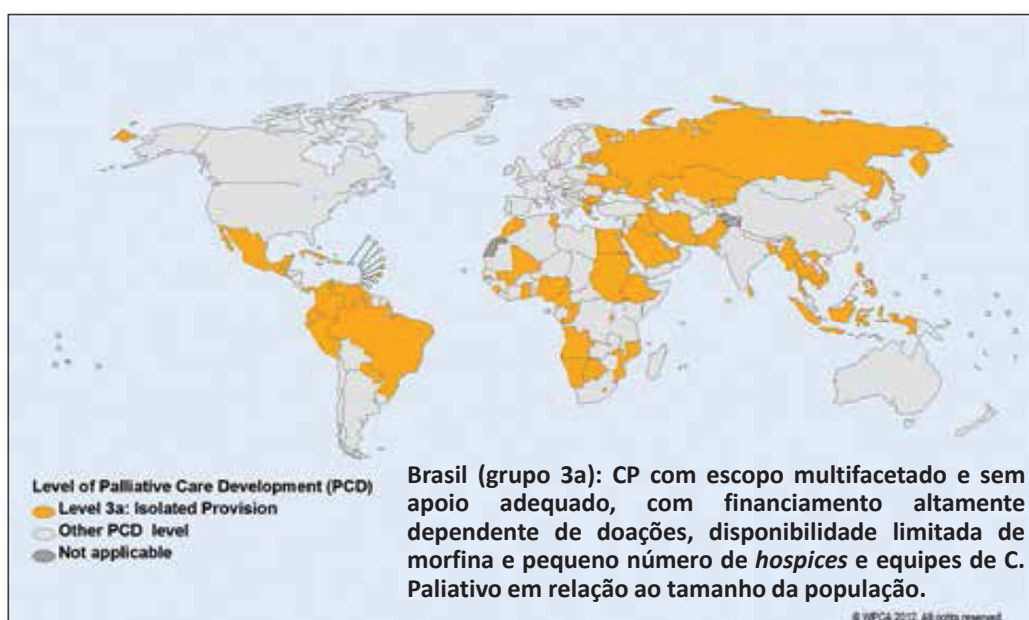 Level of Palliative Care Development (PCD)
Level 3a: Isolated Provision
Other PCD level
Not applicable
Brasil (grupo 3a): CP com escopo multifacetado e sem
apoio adequado, com financiamento altamente
dependente de doações, disponibilidade limitada de
morfina e pequeno número de hospices e equipes de C.
Paliativo em relação ao tamanho da população.
© WPCA 2012. All rights reserved.